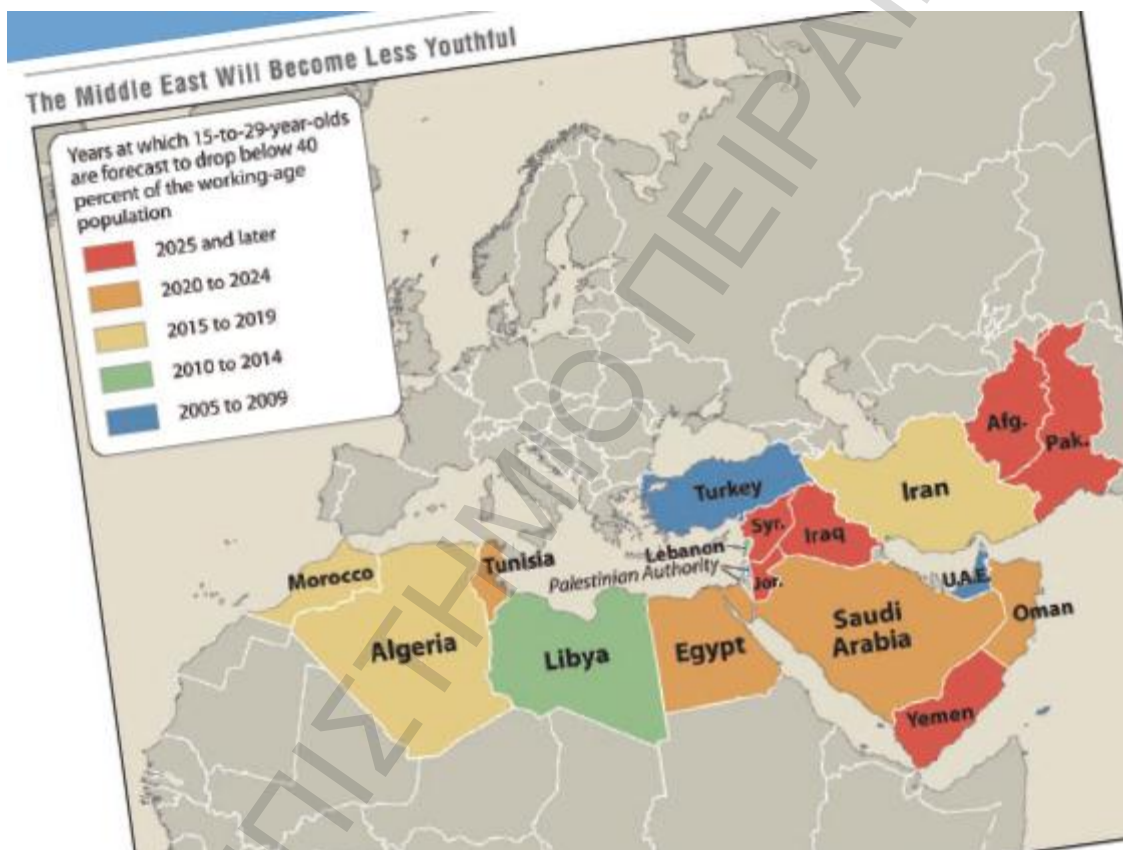 The Middle East Will Become Less Youthful
Years at which 15-to-29-year-olds
are forecast to drop below 40
percent of the working-age
population
2025 and later
2020 to 2024
2015 to 2019
2010 to 2014
2005 to 2009
Afg.
Pak.
Turkey
Iran
Syr.
Iraq
Lebanon
Palestinian Authority
Jor.
Morocco
Tunisia
U.A.E.
Algeria
Libya
Egypt
Saudi
Arabia
Oman
Yemen